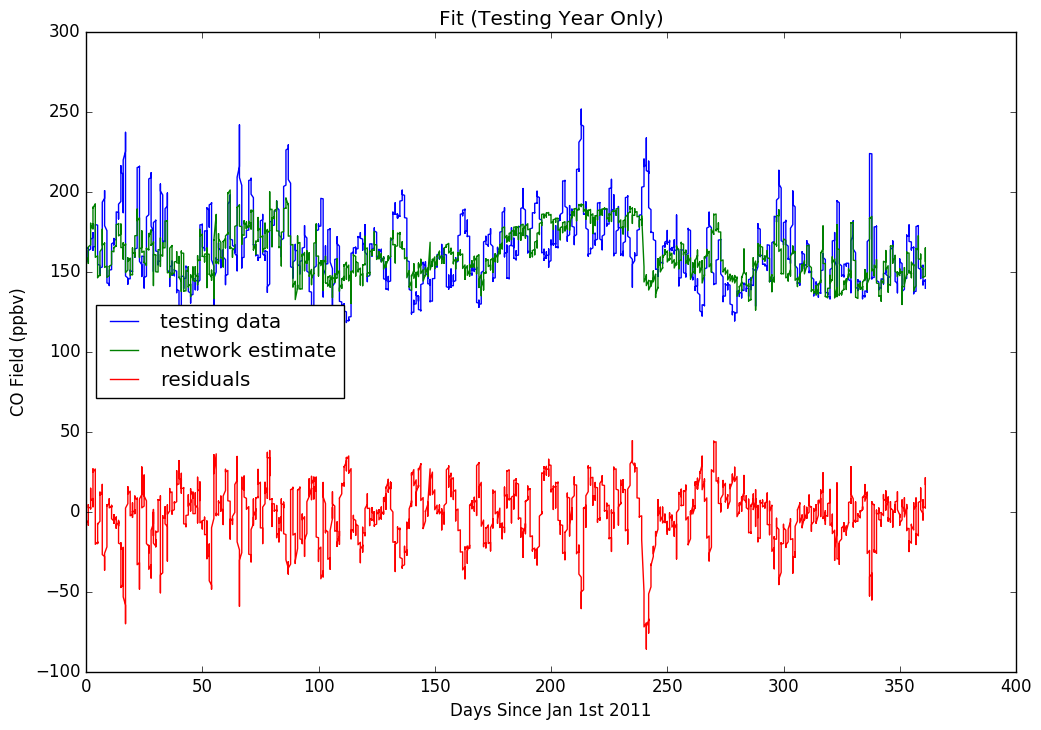 Fit (Testing Year Only)
300
250
200
150
100
50
0
−50
−100
CO Field (ppbv)
testing data
network estimate
residuals
0 50 100 150 200 250 300 350 400
Days Since Jan 1st 2011